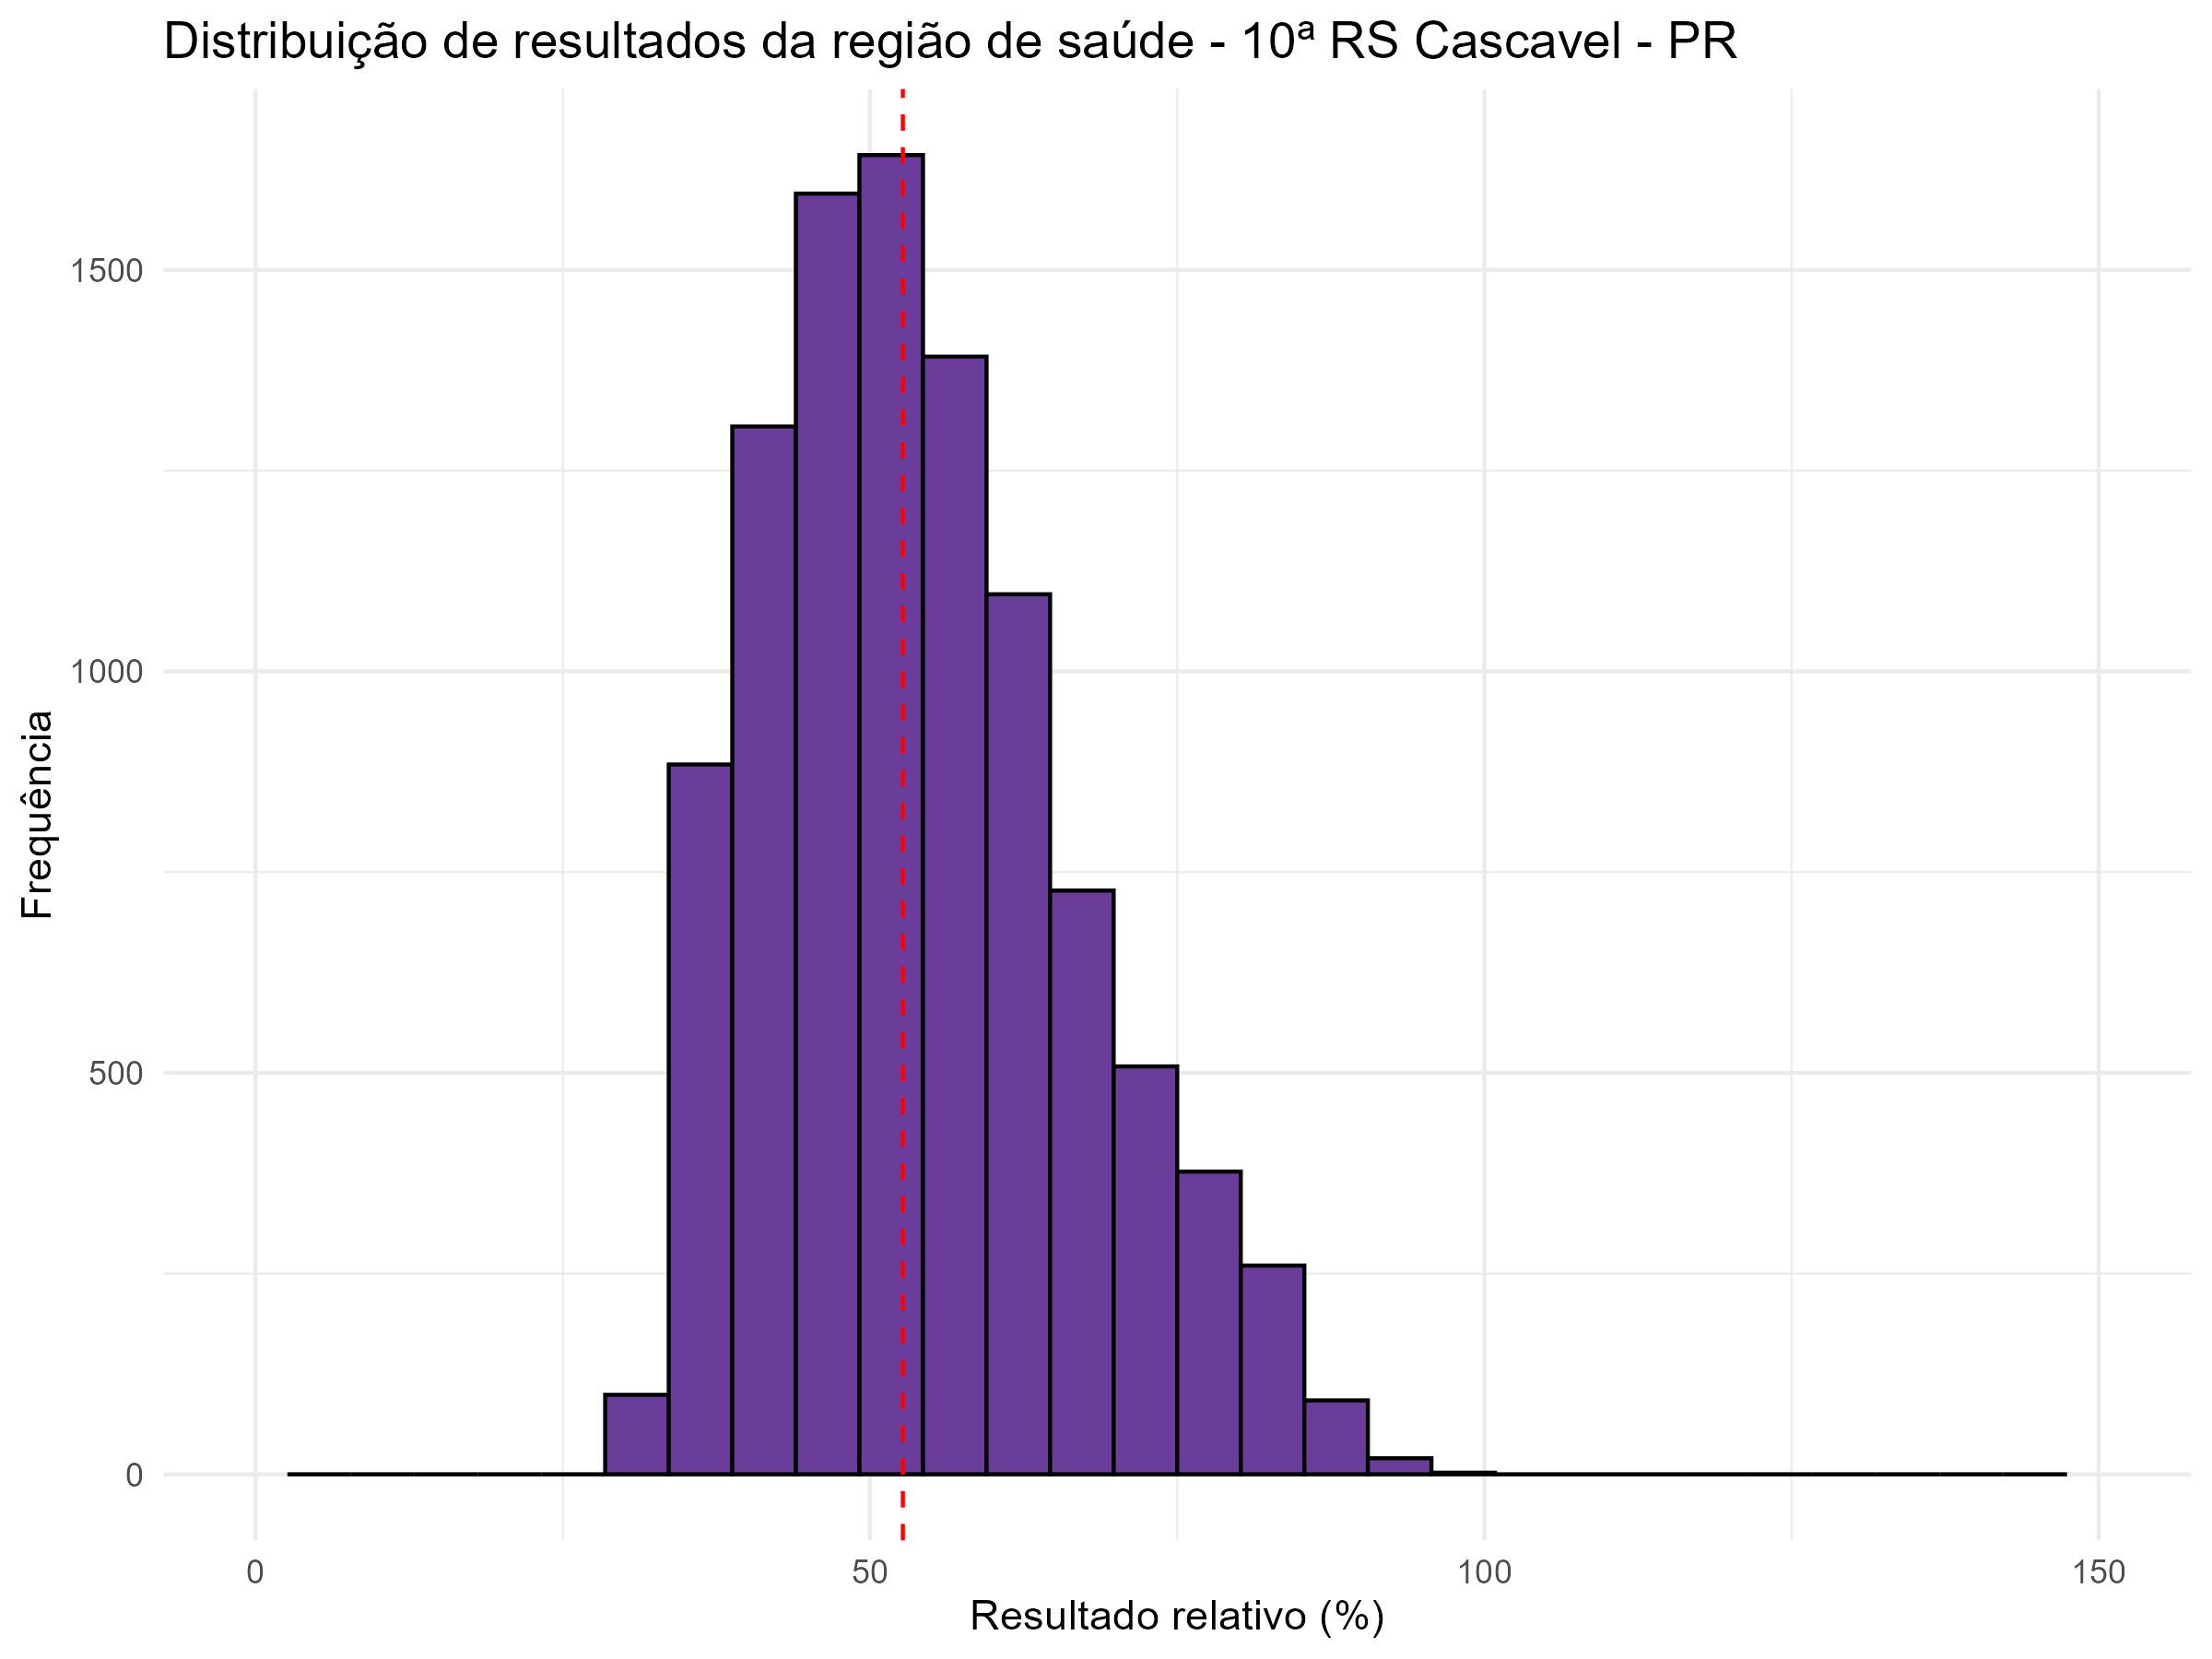 Distribuição de resultados da região de saúde - 10ª RS Cascavel - PR
Frequência
1500
1000
500
0
0 50 100 150
Resultado relativo (%)